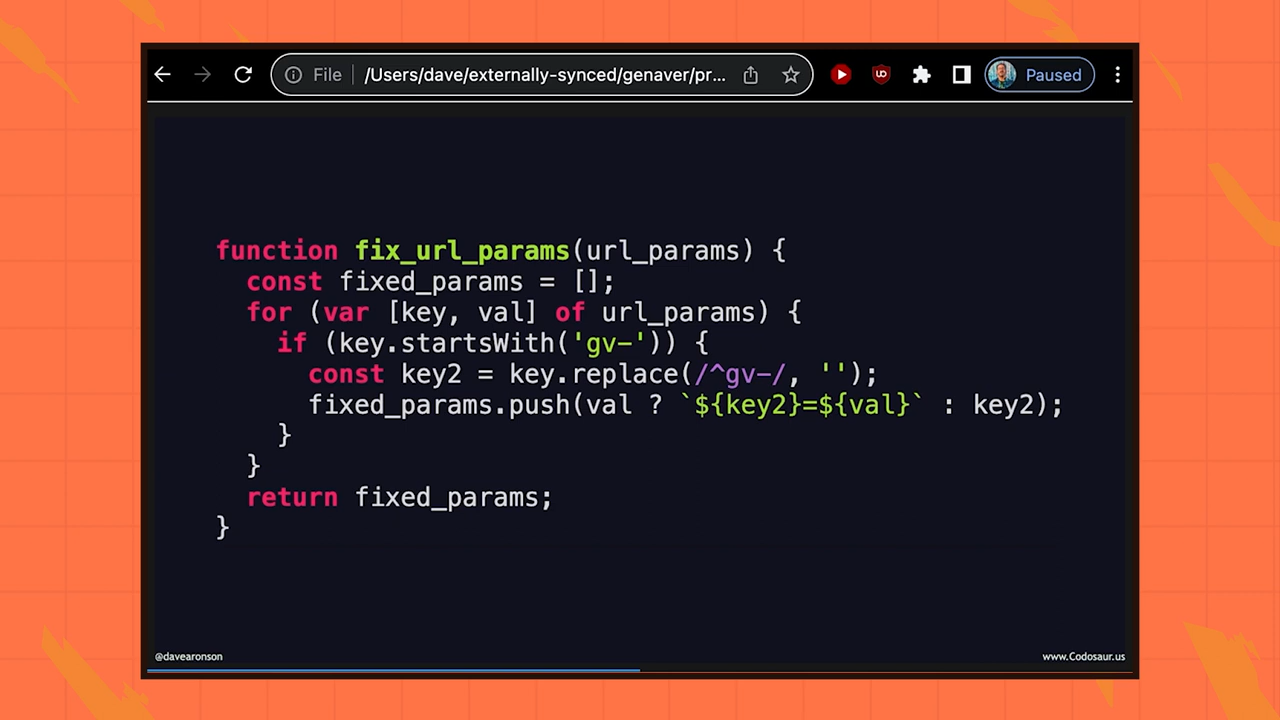 File /Users/dave/externally-synced/genaver/pr... Paused
function fix_url_params(url_params) {
  const fixed_params = [];
  for (var [key, val] of url_params) {
    if (key.startsWith('gv-')) {
      const key2 = key.replace(/^gv-/, '');
      fixed_params.push(val ? `${key2}=${val}` : key2);
    }
  }
  return fixed_params;
}
@davearonson
www.Codosaur.us